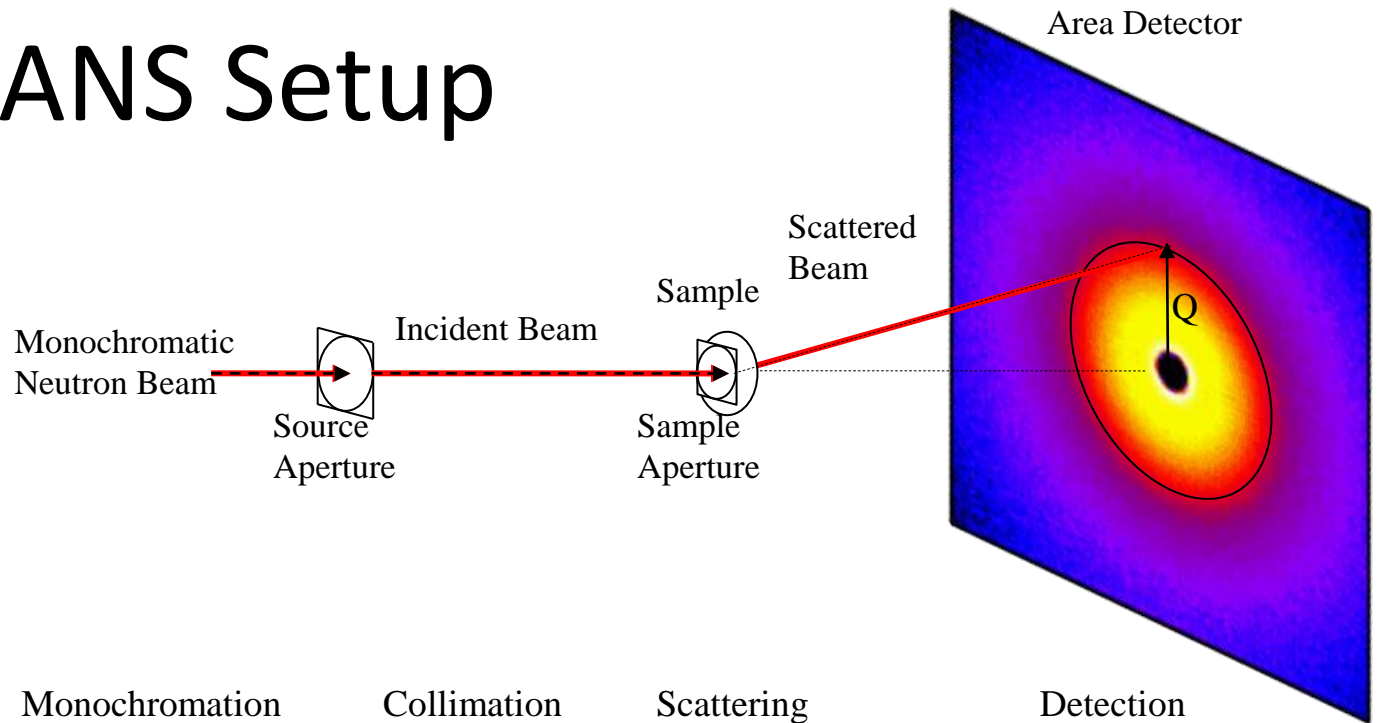 ANS Setup
Area Detector
Scattered
Beam
Sample
Q
Incident Beam
Monochromatic
Neutron Beam
Source
Aperture
Sample
Aperture
Monochromation
Collimation
Scattering
Detection